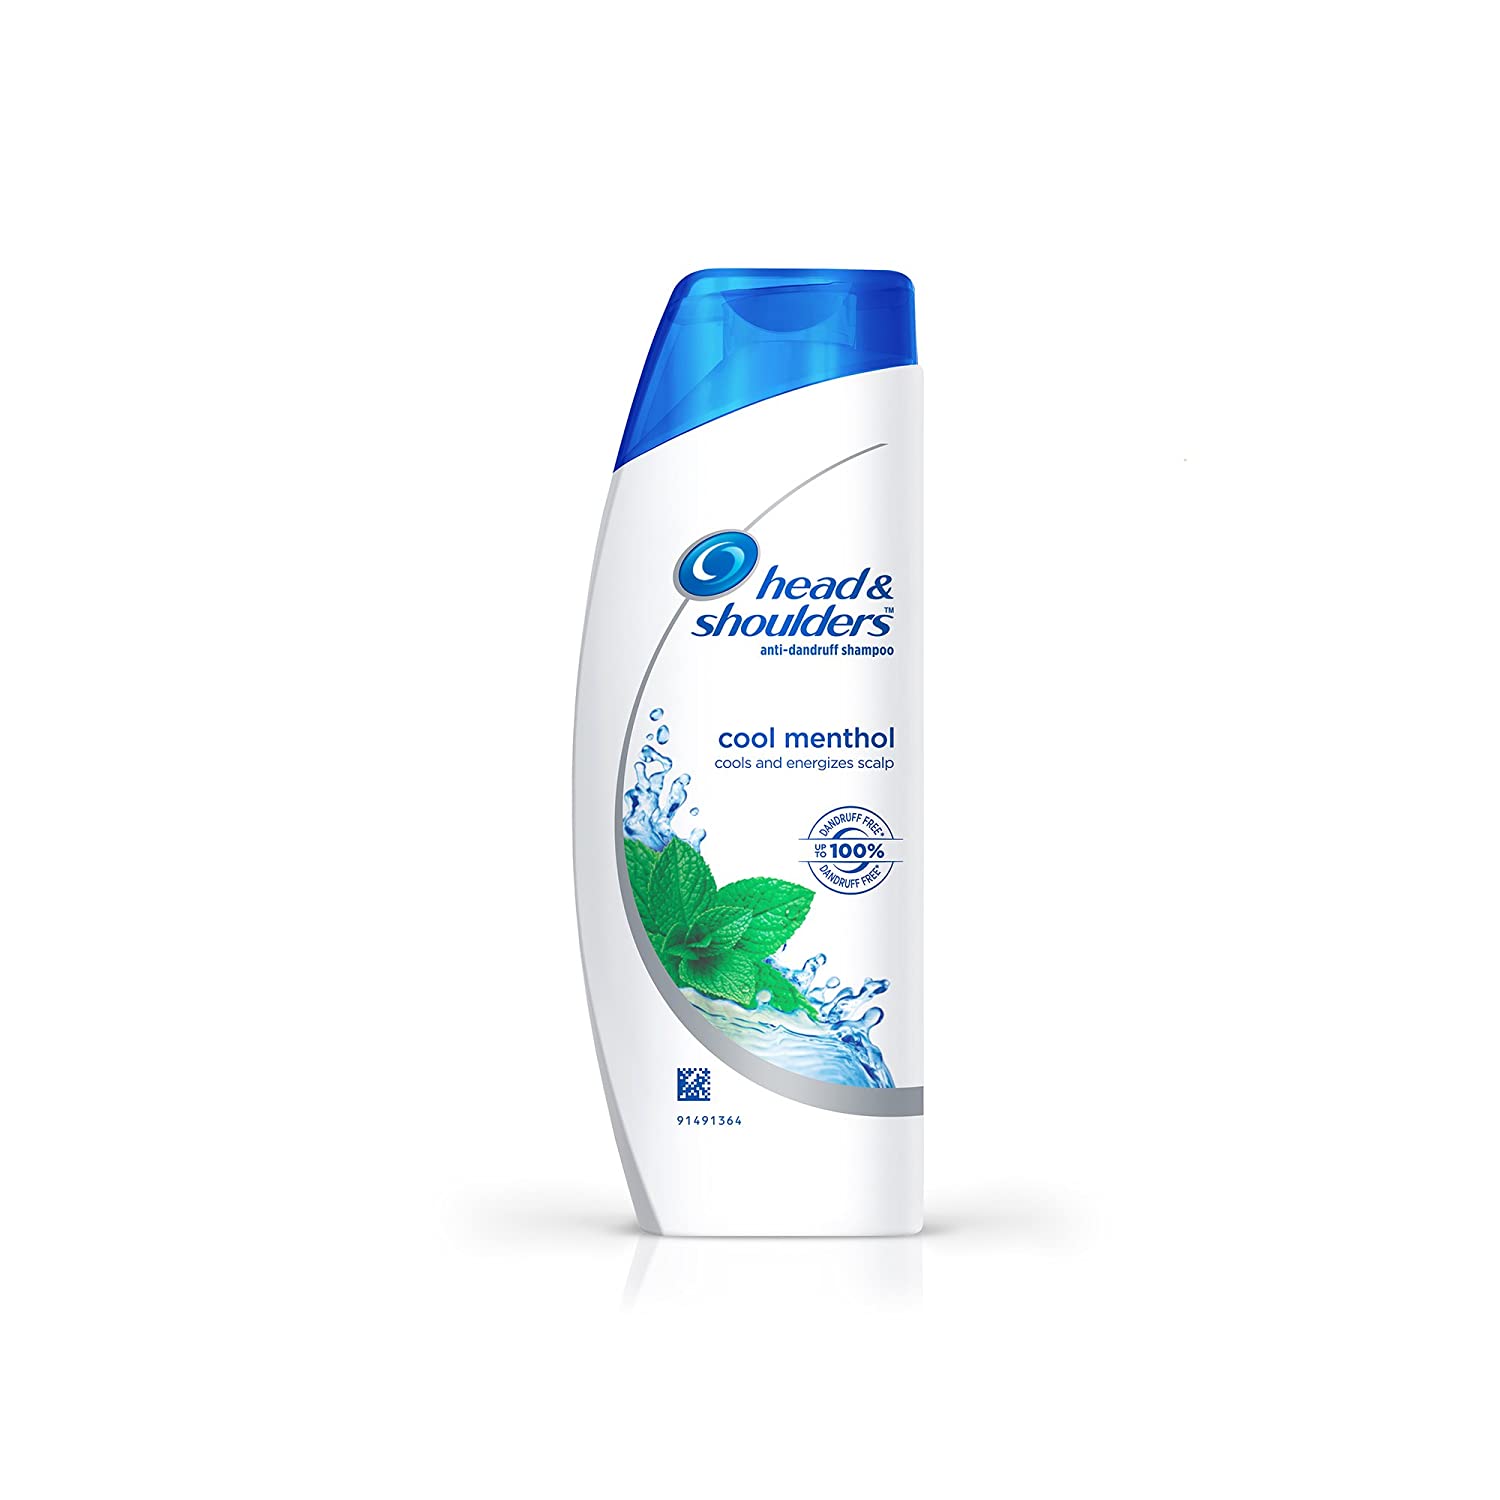 head &
shoulders™
anti-dandruff shampoo
cool menthol
cools and energizes scalp
DANDRUFF FREE*
UP TO 100%
DANDRUFF FREE*
91491364